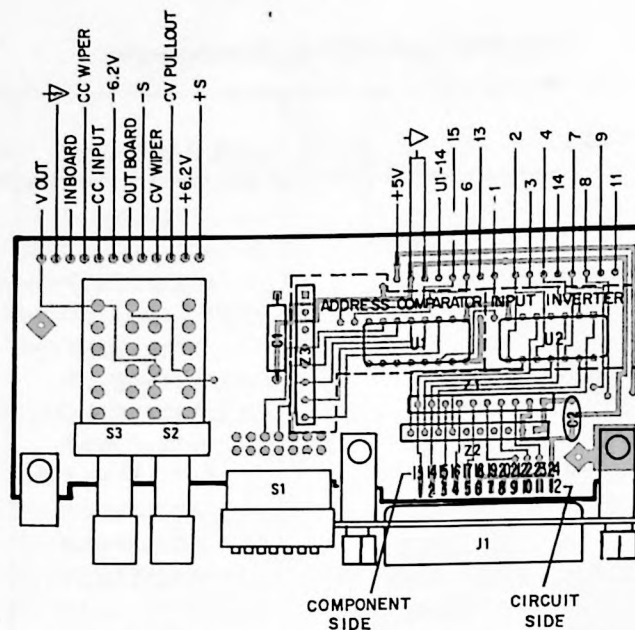 V OUT
INBOARD
CC WIPER
CC INPUT
-6.2V
OUT BOARD
-S
CV WIPER
CV PULLOUT
+6.2V
+S
+5V
U1-14
15
6
13
1
2
3
4
14
7
8
9
11
ADDRESS COMPARATOR
INPUT INVERTER
C1
Z3
U1
U2
Z1
C2
S3
S2
Z2
13 14 15 16 17 18 19 20 21 22 23 24
1 2 3 4 5 6 7 8 9 10 11 12
S1
J1
COMPONENT
SIDE
CIRCUIT
SIDE